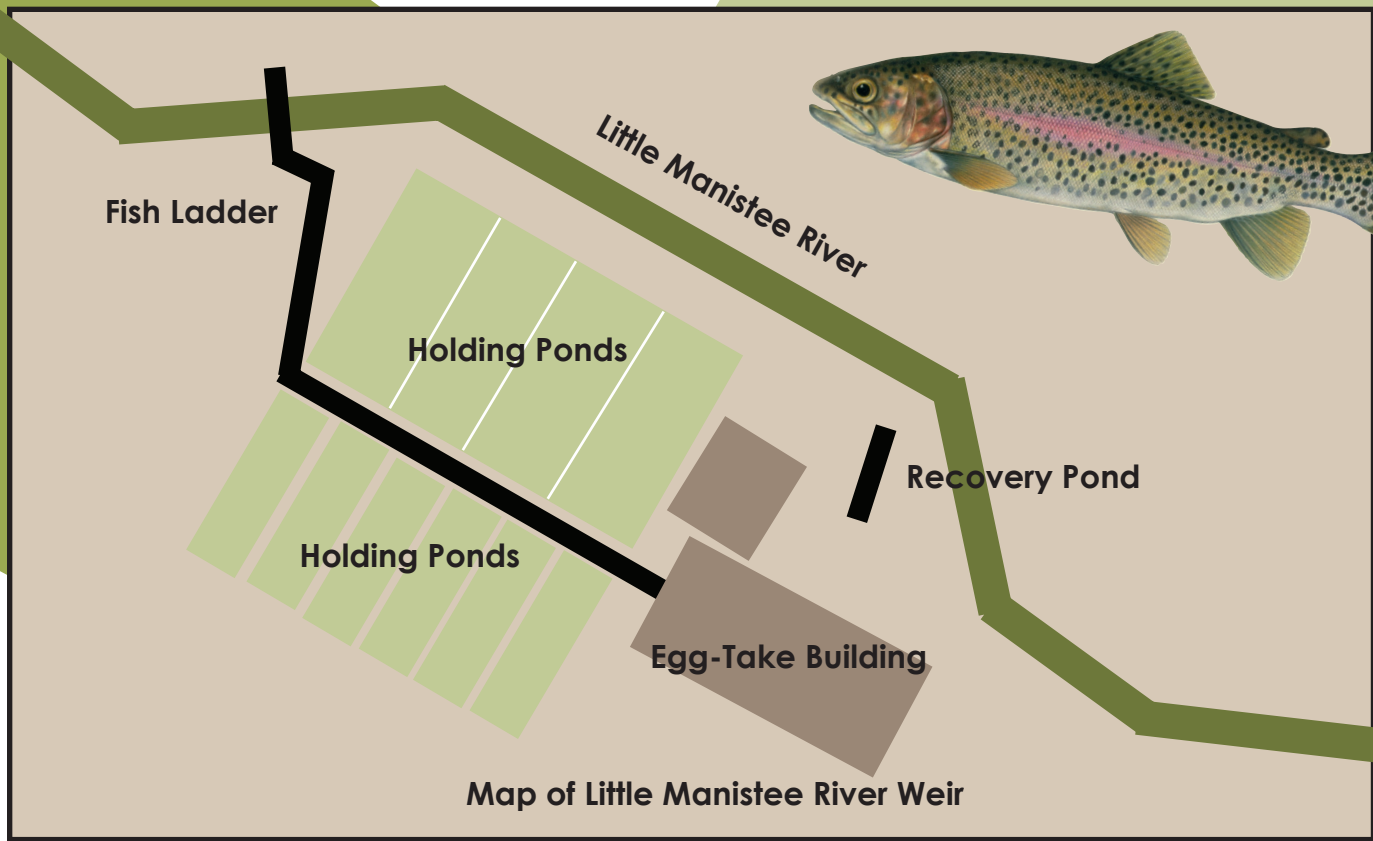 Little Manistee River
Fish Ladder
Holding Ponds
Recovery Pond
Holding Ponds
Egg-Take Building
Map of Little Manistee River Weir